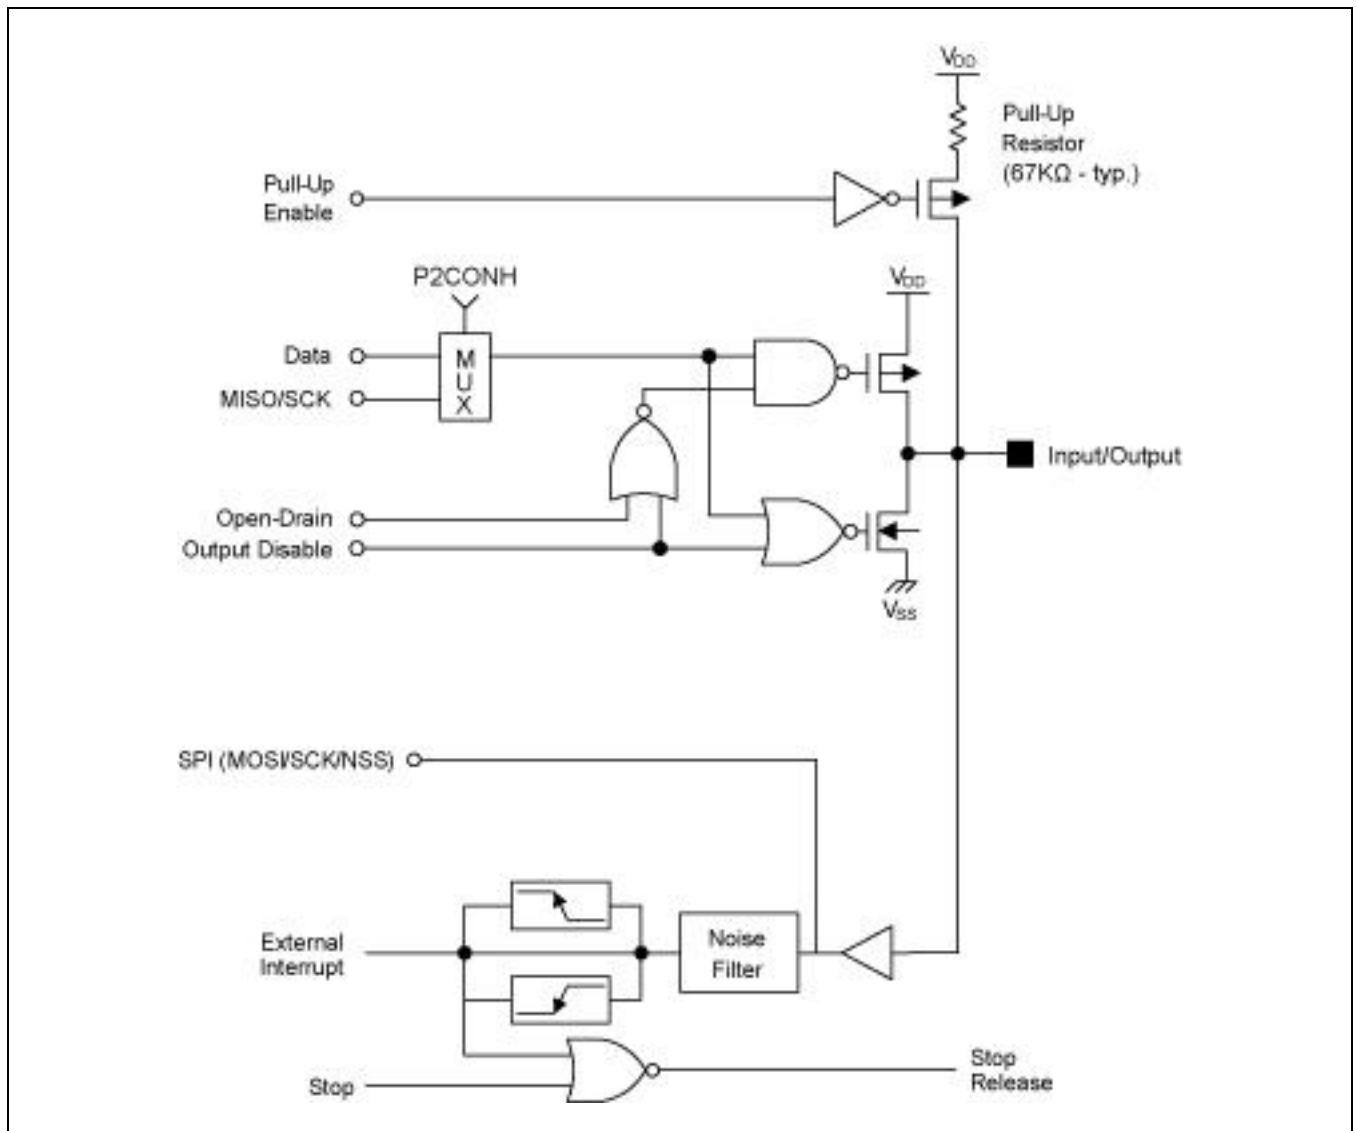 VDD
Pull-Up
Resistor
(67KΩ - typ.)
Pull-Up
Enable
P2CONH
VDD
Data
MUX
MISO/SCK
Input/Output
Open-Drain
Output Disable
VSS
SPI (MOSI/SCK/NSS)
External
Interrupt
Noise
Filter
Stop
Stop
Release